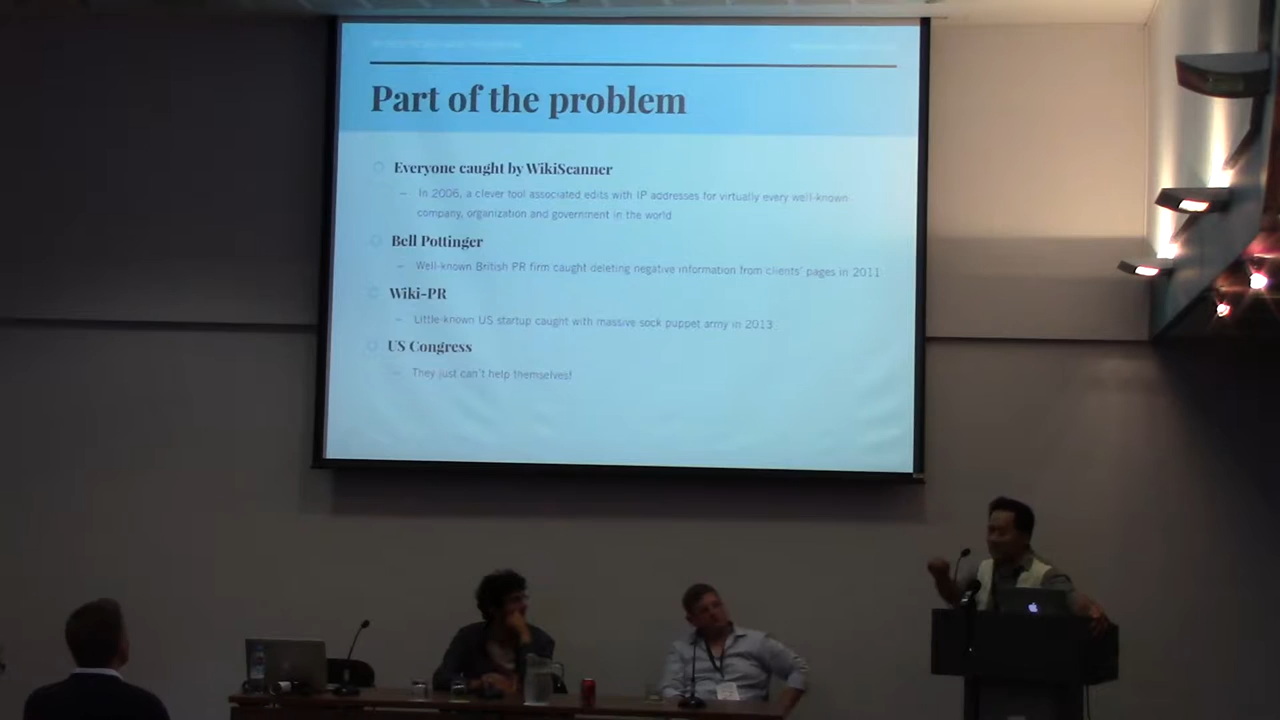 Part of the problem
Everyone caught by WikiScanner
– In 2006, a clever tool associated edits with IP addresses for virtually every well-known
company, organization and government in the world
Bell Pottinger
– Well-known British PR firm caught deleting negative information from clients' pages in 2011
Wiki-PR
– Little-known US startup caught with massive sock puppet army in 2013
US Congress
– They just can't help themselves!